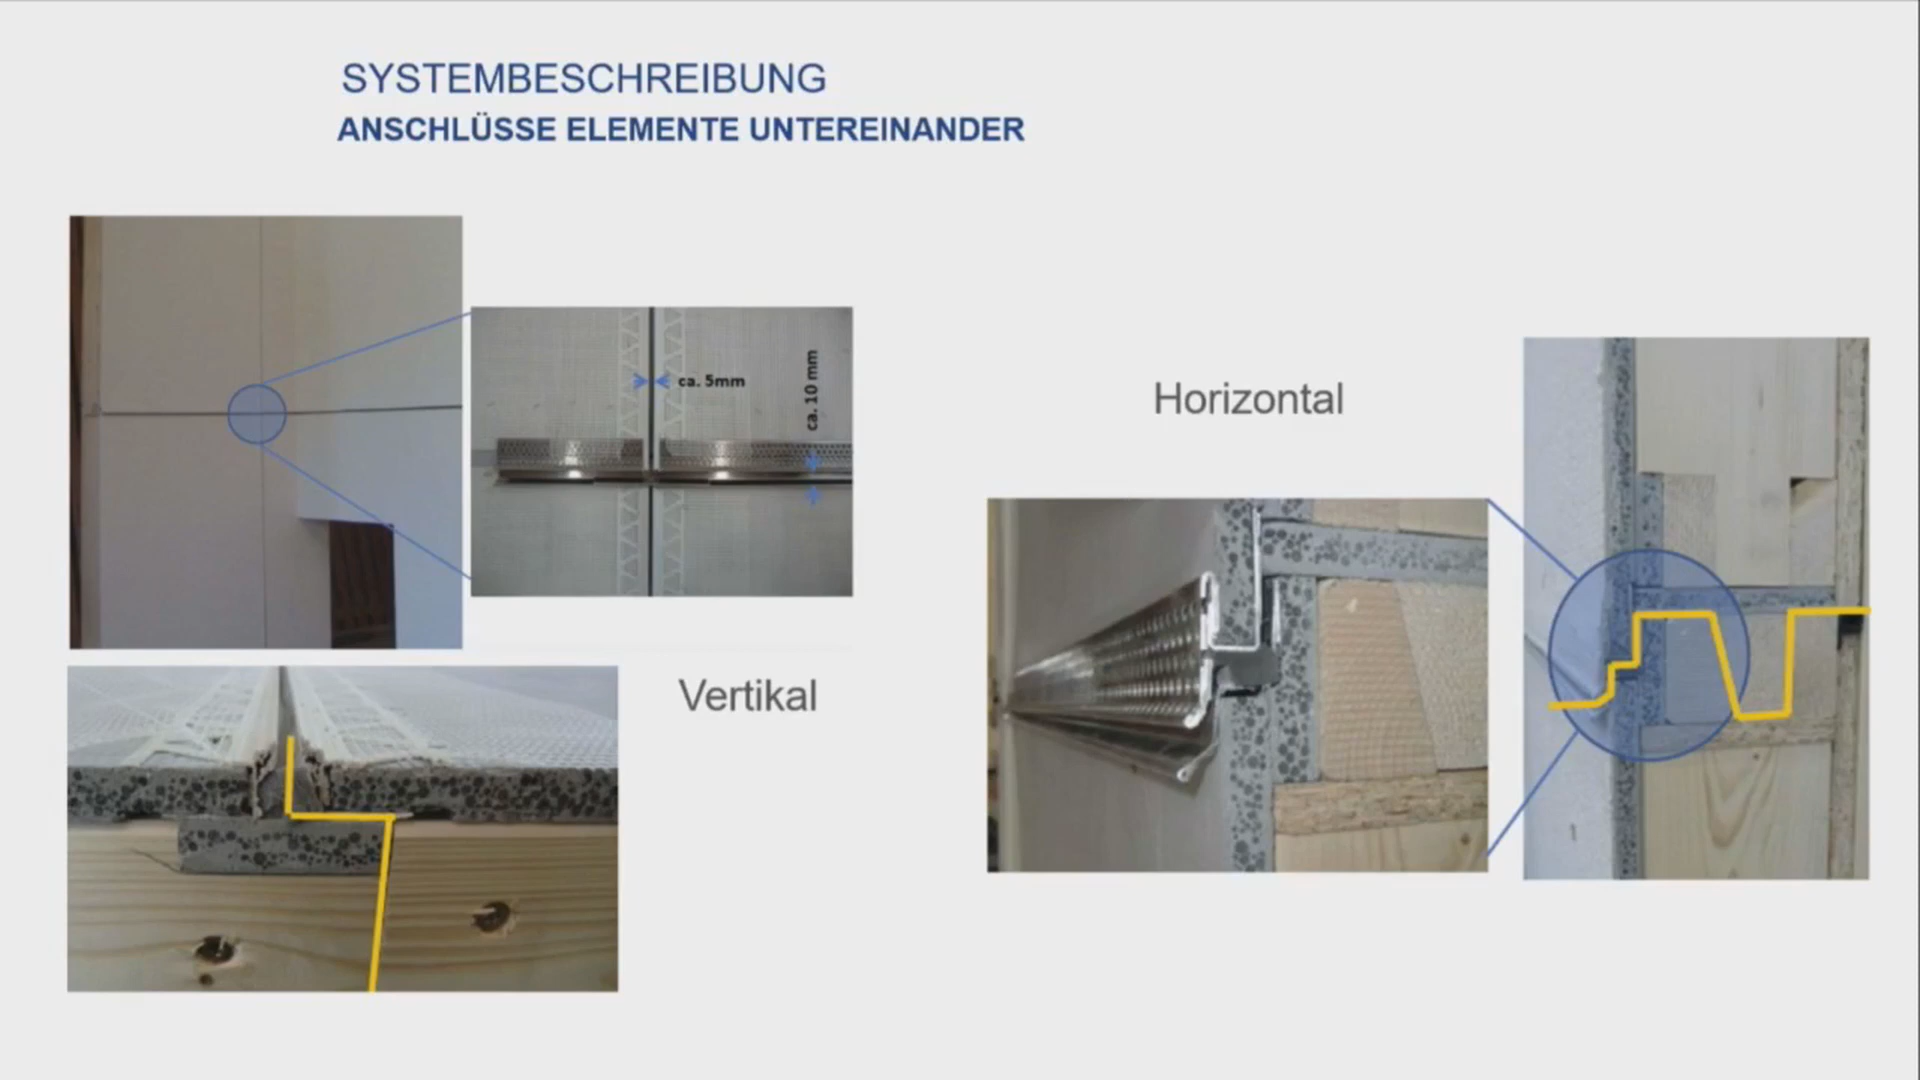 SYSTEMBESCHREIBUNG
ANSCHLÜSSE ELEMENTE UNTEREINANDER
ca. 5mm
ca. 10 mm
Horizontal
Vertikal